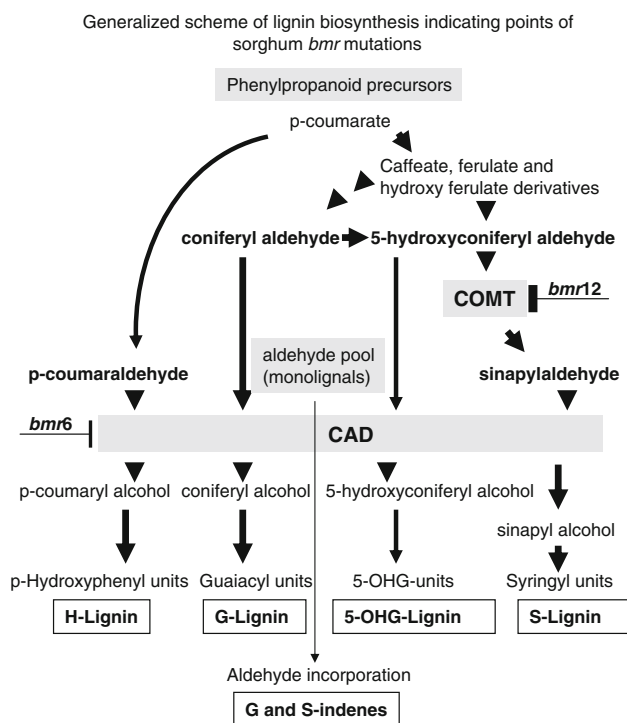 Generalized scheme of lignin biosynthesis indicating points of
sorghum bmr mutations
Phenylpropanoid precursors
p-coumarate
Caffeate, ferulate and
hydroxy ferulate derivatives
coniferyl aldehyde
5-hydroxyconiferyl aldehyde
COMT
bmr12
aldehyde pool
(monolignals)
p-coumaraldehyde
sinapylaldehyde
bmr6
CAD
p-coumaryl alcohol
coniferyl alcohol
5-hydroxyconiferyl alcohol
sinapyl alcohol
p-Hydroxyphenyl units
Guaiacyl units
5-OHG-units
Syringyl units
H-Lignin
G-Lignin
5-OHG-Lignin
S-Lignin
Aldehyde incorporation
G and S-indenes